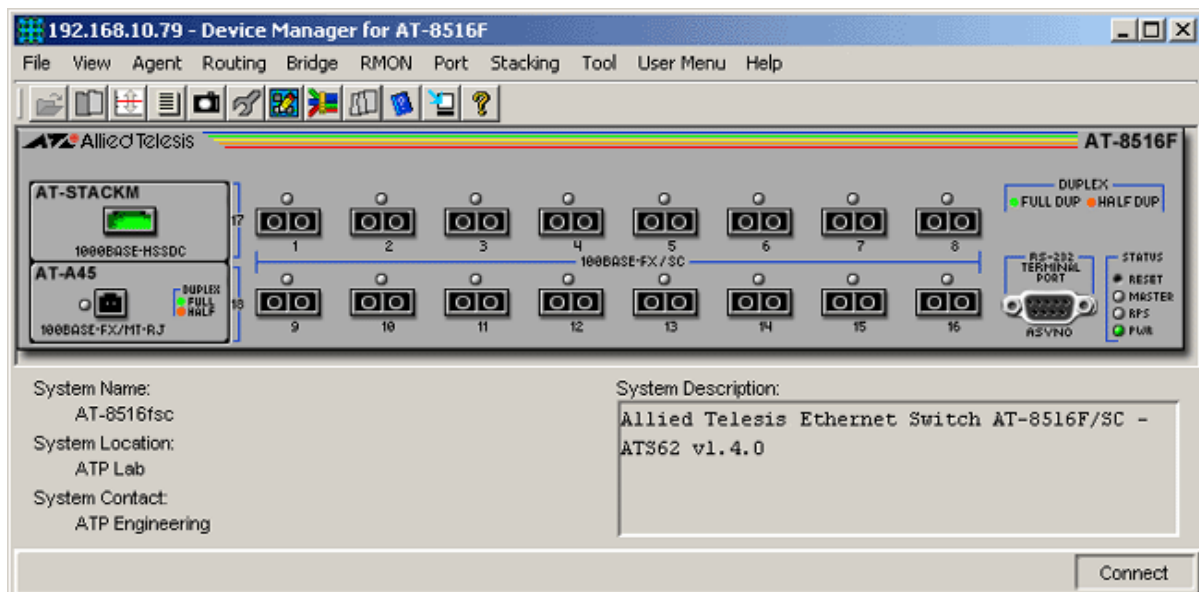 192.168.10.79 - Device Manager for AT-8516F
File View Agent Routing Bridge RMON Port Stacking Tool User Menu Help
Allied Telesis
AT-8516F
AT-STACKM
1000BASE-HSSDC
17
1 2 3 4 5 6 7 8
100BASE-FX/SC
DUPLEX
FULL DUP HALF DUP
AT-A45
DUPLEX
FULL
HALF
100BASE-FX/MT-RJ
18
9 10 11 12 13 14 15 16
RS-232
TERMINAL
PORT
ASYNO
STATUS
RESET
MASTER
RPS
PWR
System Name:
AT-8516fsc
System Location:
ATP Lab
System Contact:
ATP Engineering
System Description:
Allied Telesis Ethernet Switch AT-8516F/SC -
ATS62 v1.4.0
Connect